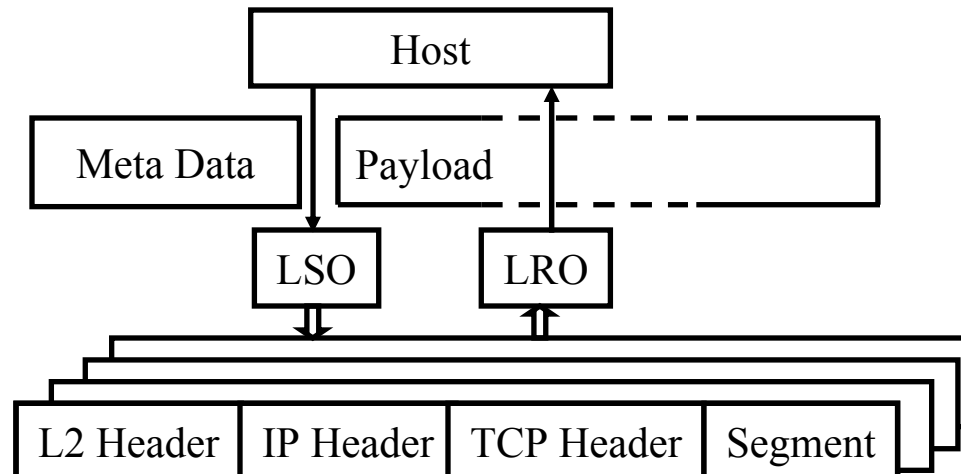 Host
Meta Data
Payload
LSO
LRO
L2 Header
IP Header
TCP Header
Segment